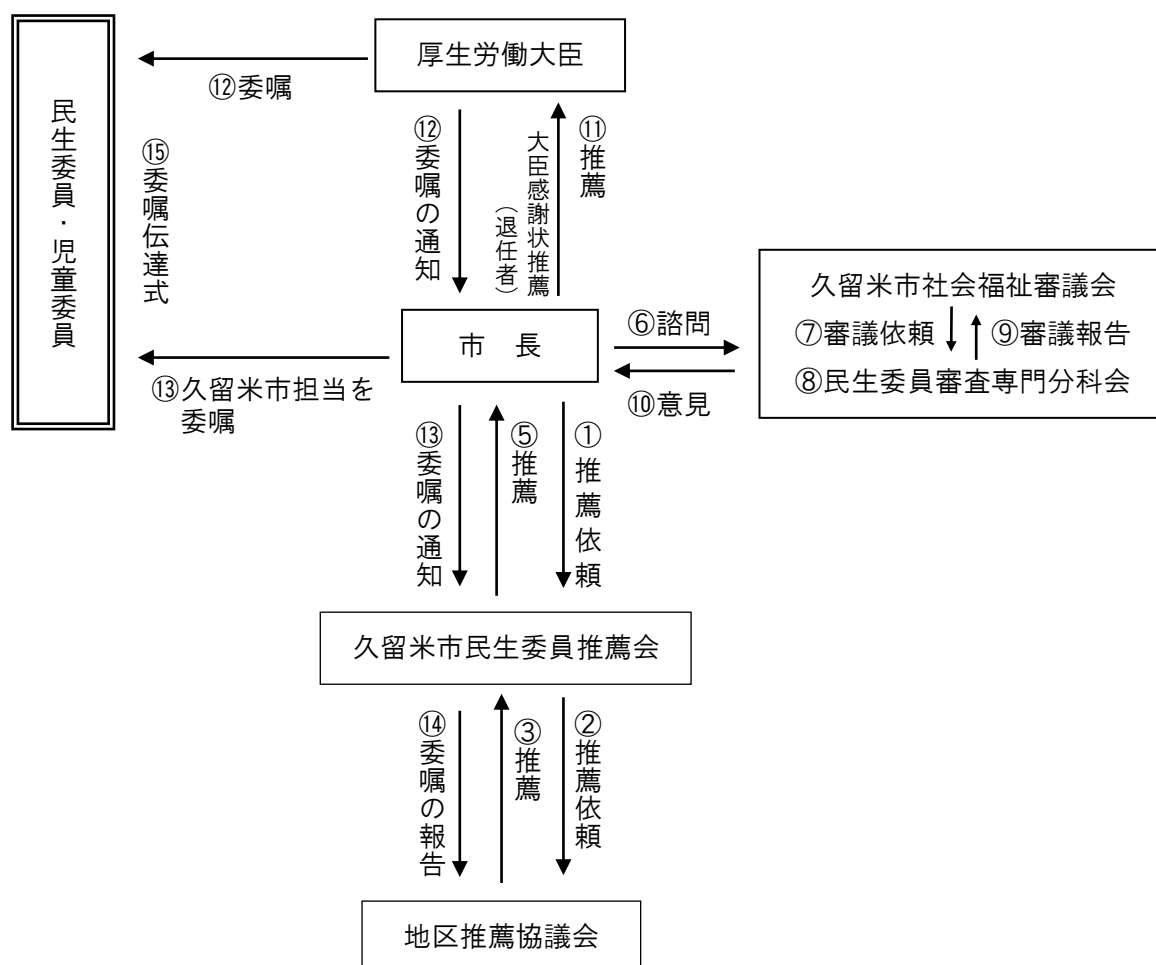 厚生労働大臣
⑫委嘱
民生委員・児童委員
⑮委嘱伝達式
⑫委嘱の通知
大臣感謝状推薦
（退任者）
⑪推薦
久留米市社会福祉審議会
⑦審議依頼
⑨審議報告
⑧民生委員審査専門分科会
市　長
⑥諮問
⑩意見
⑬久留米市担当を
委嘱
⑬委嘱の通知
⑤推薦
①推薦依頼
久留米市民生委員推薦会
⑭委嘱の報告
③推薦
②推薦依頼
地区推薦協議会